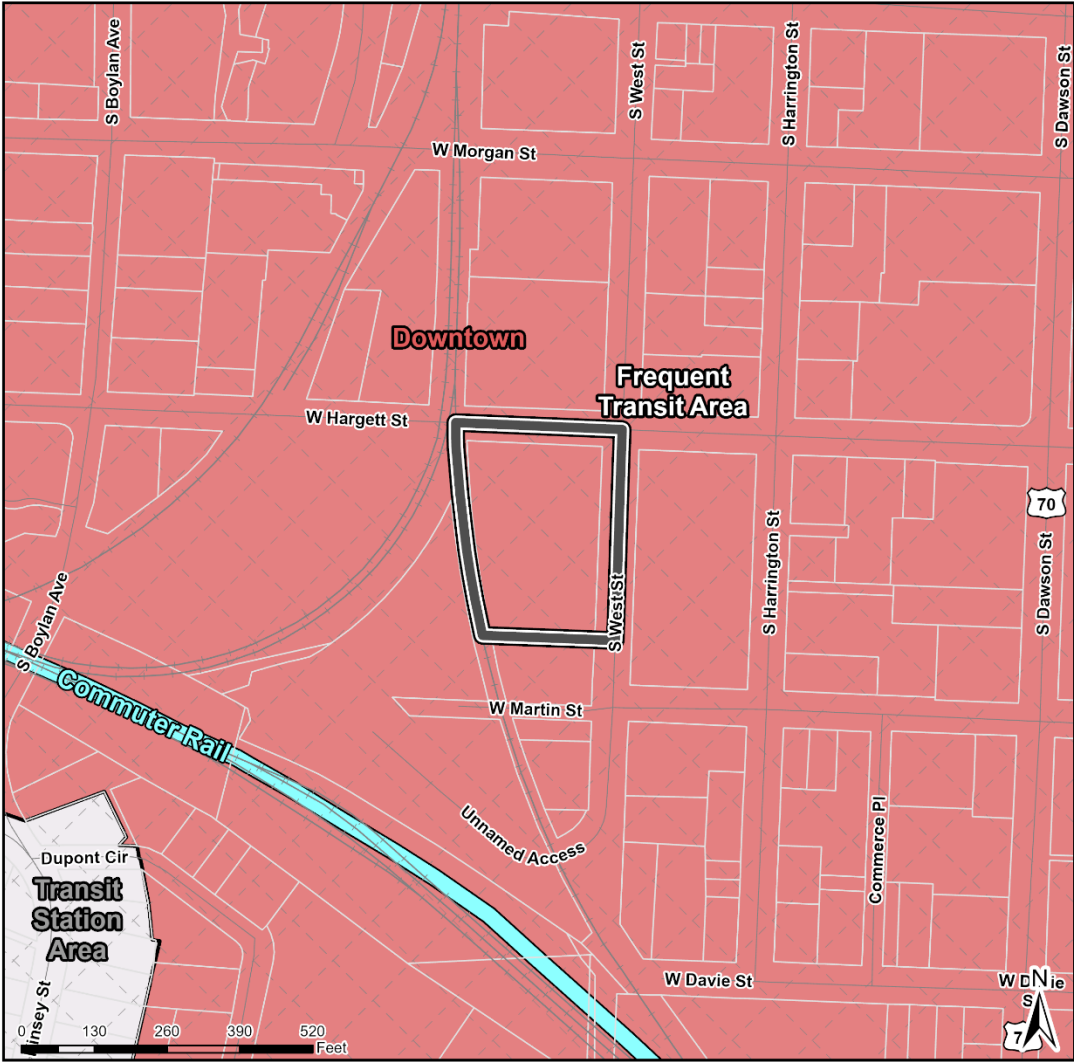 S Boylan Ave
S West St
S Harrington St
S Dawson St
W Morgan St
Downtown
Frequent
Transit Area
W Hargett St
70
S Harrington St
S Dawson St
S Boylan Ave
S West St
Commuter Rail
W Martin St
Unnamed Access
Commerce Pl
Dupont Cir
Transit
Station
Area
W Davie St
N
0 130 260 390 520
Feet